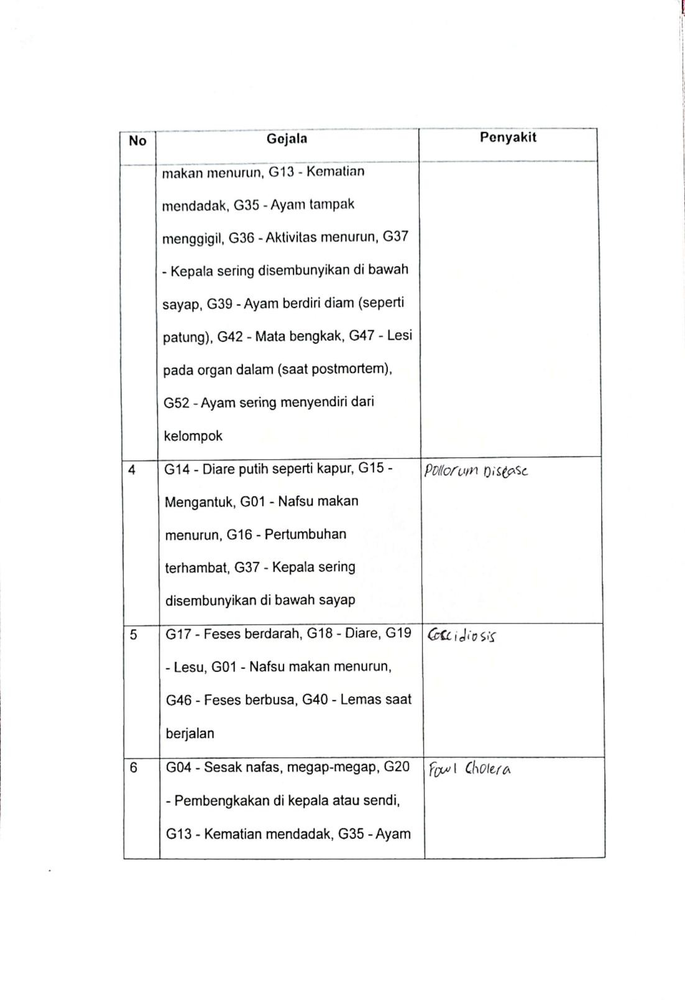 No Gejala Penyakit
makan menurun, G13 - Kematian
mendadak, G35 - Ayam tampak
menggigil, G36 - Aktivitas menurun, G37
- Kepala sering disembunyikan di bawah
sayap, G39 - Ayam berdiri diam (seperti
patung), G42 - Mata bengkak, G47 - Lesi
pada organ dalam (saat postmortem),
G52 - Ayam sering menyendiri dari
kelompok
4 G14 - Diare putih seperti kapur, G15 - Pollorum Disease
Mengantuk, G01 - Nafsu makan
menurun, G16 - Pertumbuhan
terhambat, G37 - Kepala sering
disembunyikan di bawah sayap
5 G17 - Feses berdarah, G18 - Diare, G19 Coccidiosis
- Lesu, G01 - Nafsu makan menurun,
G46 - Feses berbusa, G40 - Lemas saat
berjalan
6 G04 - Sesak nafas, megap-megap, G20 Fowl Cholera
- Pembengkakan di kepala atau sendi,
G13 - Kematian mendadak, G35 - Ayam